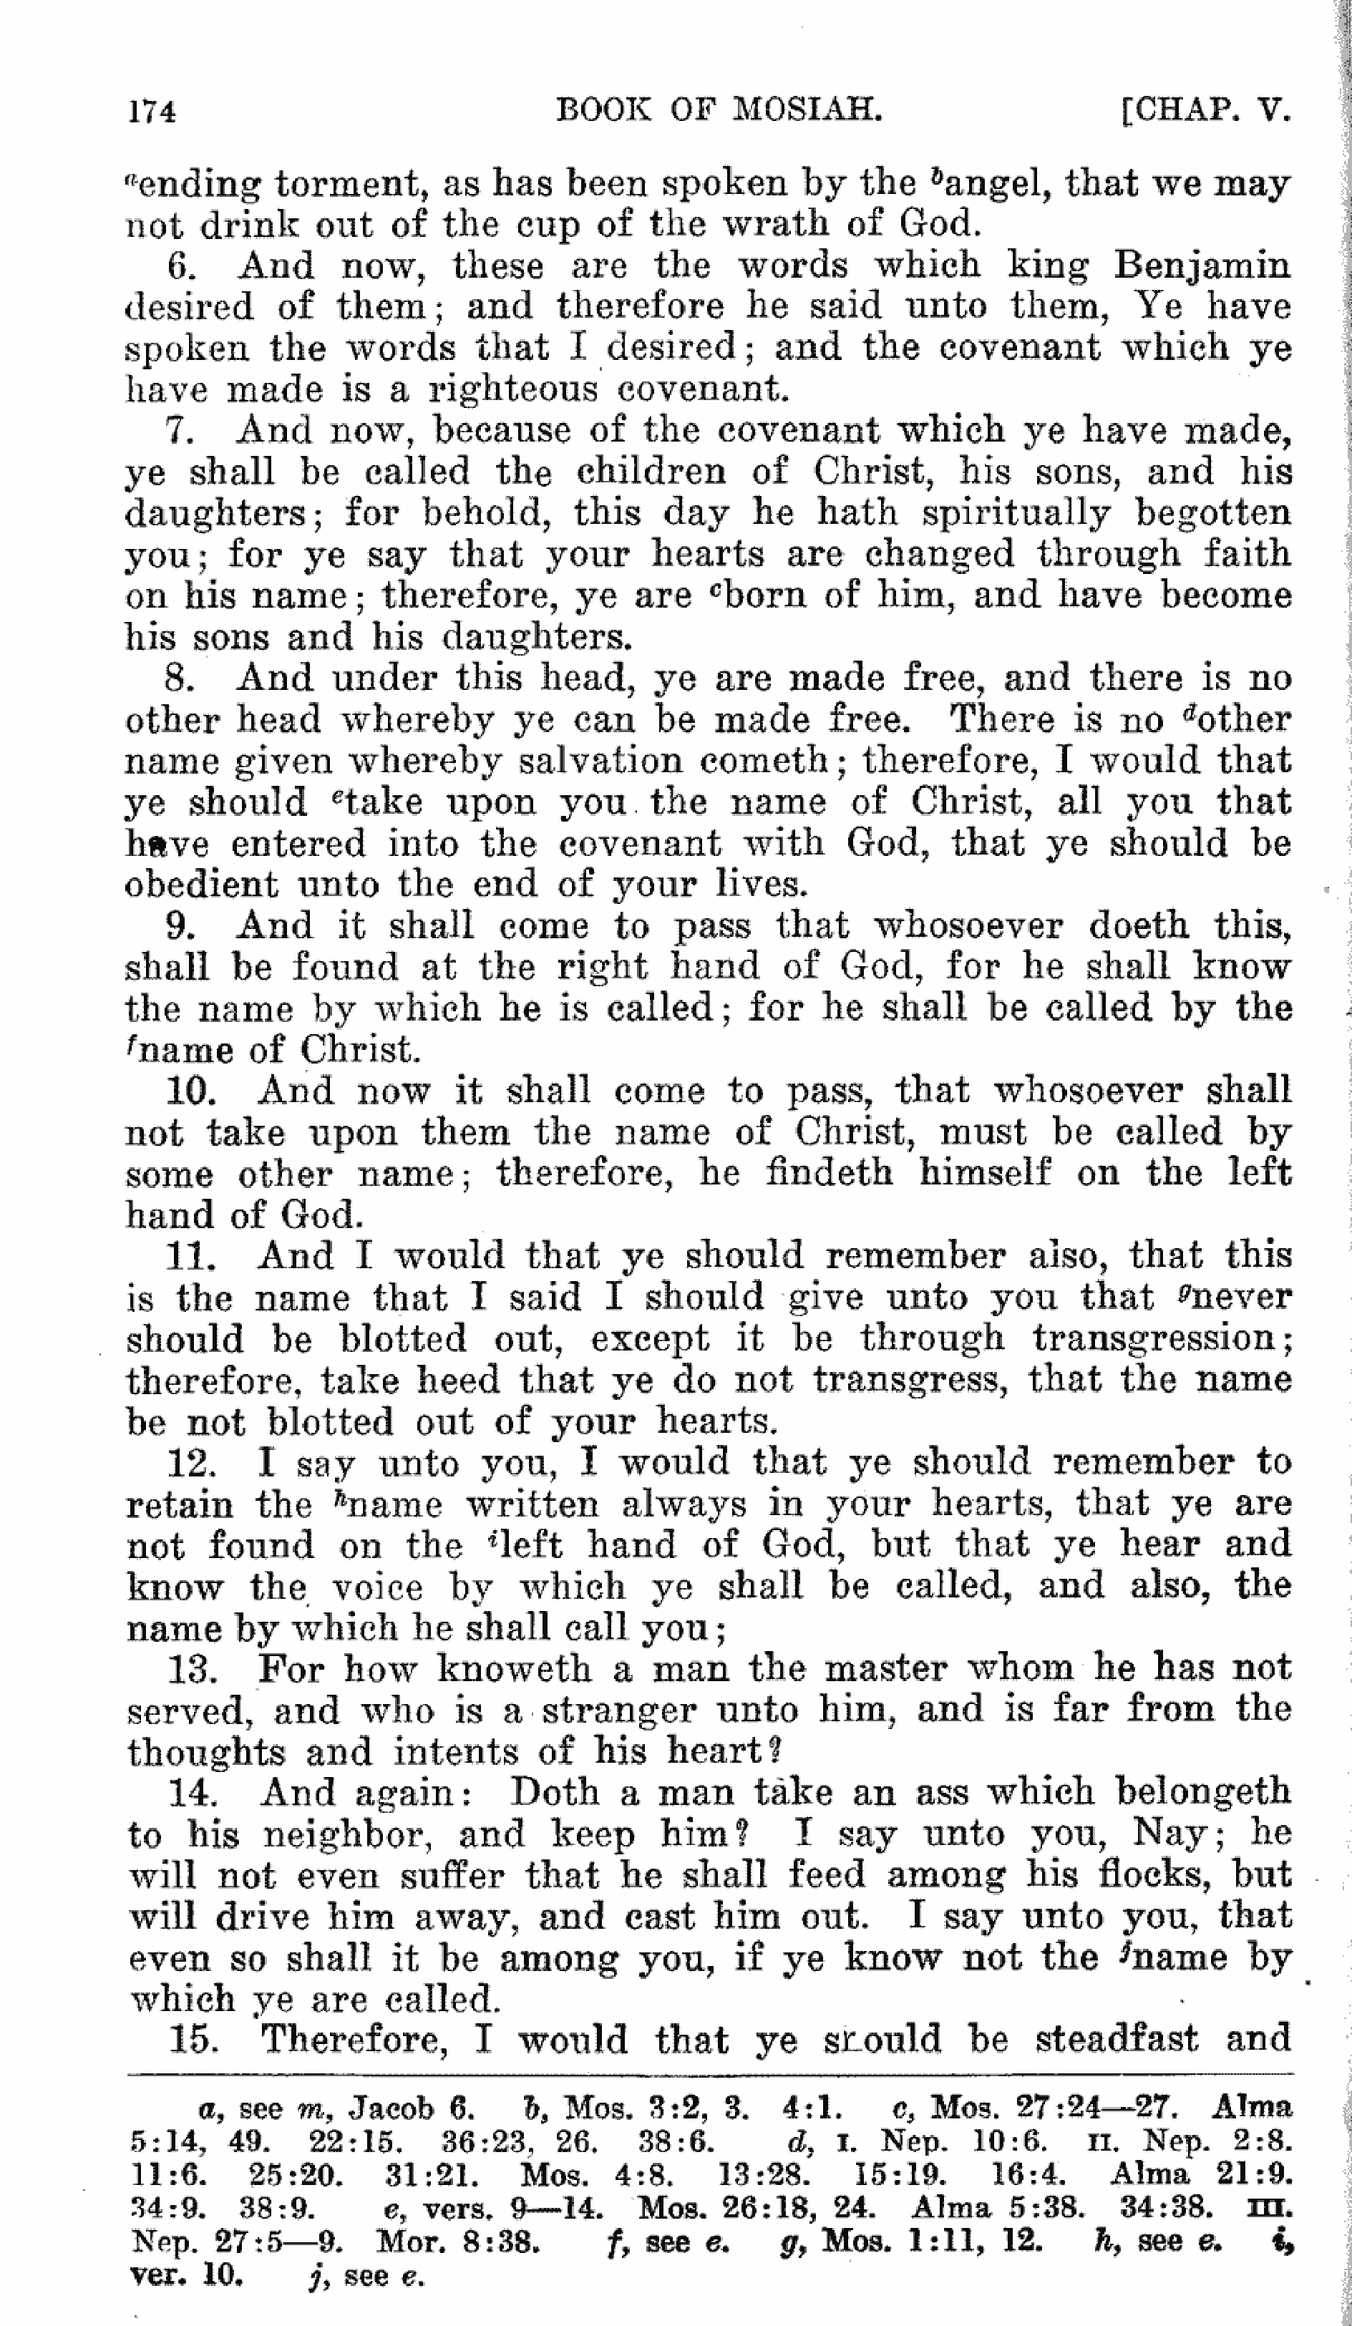 174 BOOK OF MOSIAH. [CHAP. V.
aending torment, as has been spoken by the bangel, that we may
not drink out of the cup of the wrath of God.
6. And now, these are the words which king Benjamin
desired of them; and therefore he said unto them, Ye have
spoken the words that I desired; and the covenant which ye
have made is a righteous covenant.
7. And now, because of the covenant which ye have made,
ye shall be called the children of Christ, his sons, and his
daughters; for behold, this day he hath spiritually begotten
you; for ye say that your hearts are changed through faith
on his name; therefore, ye are cborn of him, and have become
his sons and his daughters.
8. And under this head, ye are made free, and there is no
other head whereby ye can be made free. There is no dother
name given whereby salvation cometh; therefore, I would that
ye should etake upon you the name of Christ, all you that
have entered into the covenant with God, that ye should be
obedient unto the end of your lives.
9. And it shall come to pass that whosoever doeth this,
shall be found at the right hand of God, for he shall know
the name by which he is called; for he shall be called by the
fname of Christ.
10. And now it shall come to pass, that whosoever shall
not take upon them the name of Christ, must be called by
some other name; therefore, he findeth himself on the left
hand of God.
11. And I would that ye should remember also, that this
is the name that I said I should give unto you that gnever
should be blotted out, except it be through transgression;
therefore, take heed that ye do not transgress, that the name
be not blotted out of your hearts.
12. I say unto you, I would that ye should remember to
retain the hname written always in your hearts, that ye are
not found on the ileft hand of God, but that ye hear and
know the voice by which ye shall be called, and also, the
name by which he shall call you;
13. For how knoweth a man the master whom he has not
served, and who is a stranger unto him, and is far from the
thoughts and intents of his heart?
14. And again: Doth a man take an ass which belongeth
to his neighbor, and keep him? I say unto you, Nay; he
will not even suffer that he shall feed among his flocks, but
will drive him away, and cast him out. I say unto you, that
even so shall it be among you, if ye know not the jname by
which ye are called.
15. Therefore, I would that ye should be steadfast and
a, see m, Jacob 6. b, Mos. 3:2, 3. 4:1. c, Mos. 27:24—27. Alma
5:14, 49. 22:15. 36:23, 26. 38:6. d, I. Nep. 10:6. II. Nep. 2:8.
11:6. 25:20. 31:21. Mos. 4:8. 13:28. 15:19. 16:4. Alma 21:9.
34:9. 38:9. e, vers. 9—14. Mos. 26:18, 24. Alma 5:38. 34:38. III.
Nep. 27:5—9. Mor. 8:38. f, see e. g, Mos. 1:11, 12. h, see e. i,
ver. 10. j, see e.